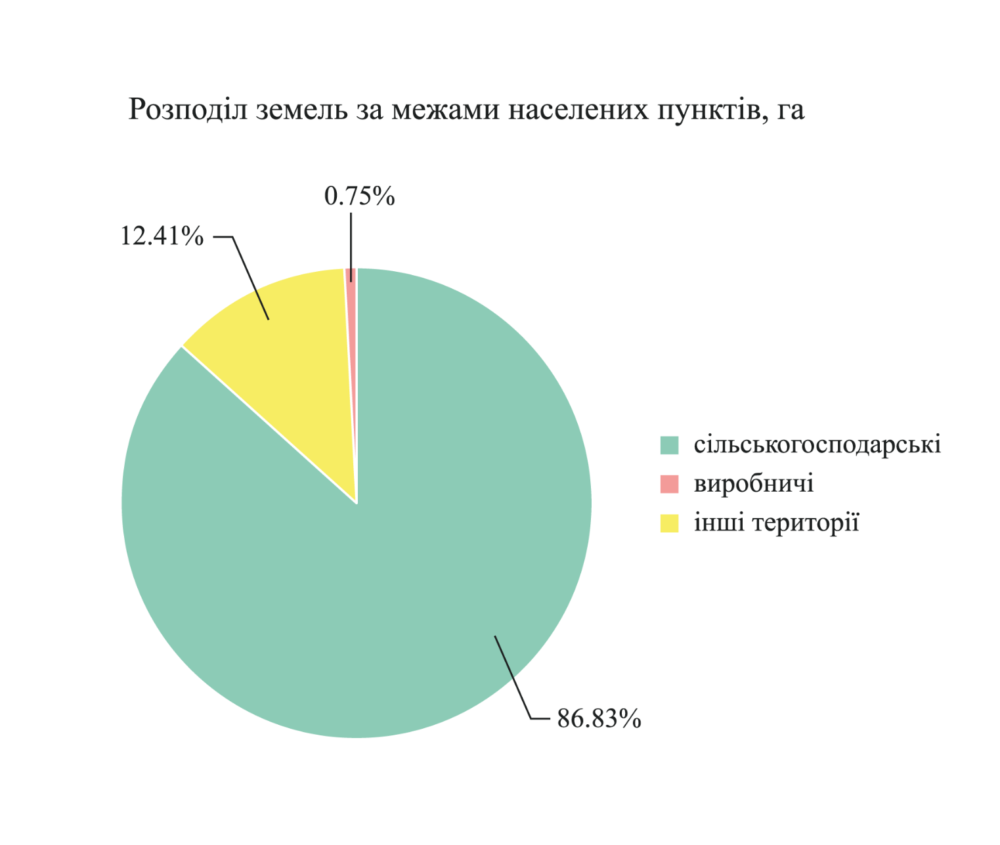 Розподіл земель за межами населених пунктів, га
0.75%
12.41%
сільськогосподарські
виробничі
інші території
86.83%